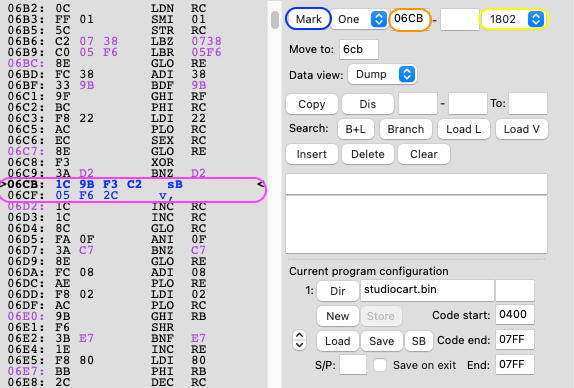 06B2: 0C LDN RC
06B3: FF 01 SMI 01
06B5: 5C STR RC
06B6: C2 07 38 LBZ 0738
06B9: C0 05 F6 LBR 05F6
06BC: 8E GLO RE
06BD: FC 38 ADI 38
06BF: 33 9B BDF 9B
06C1: 9F GHI RF
06C2: BC PHI RC
06C3: F8 22 LDI 22
06C5: AC PLO RC
06C6: EC SEX RC
06C7: 8E GLO RE
06C8: F3 XOR
06C9: 3A D2 BNZ D2
>06CB: 1C 9B F3 C2 sB <
06CF: 05 F6 2C v,
06D2: 1C INC RC
06D3: 1C INC RC
06D4: 8C GLO RC
06D5: FA 0F ANI 0F
06D7: 3A C7 BNZ C7
06D9: 8E GLO RE
06DA: FC 08 ADI 08
06DC: AE PLO RC
06DD: F8 02 LDI 02
06DF: AC PLO RC
06E0: 9B GHI RB
06E1: F6 SHR
06E2: 3B E7 BNF E7
06E4: 1E INC RE
06E5: F8 80 LDI 80
06E7: BB PHI RB
06E8: 2C DEC RC
Mark One 06CB - 1802
Move to: 6cb
Data view: Dump
Copy Dis - To:
Search: B+L Branch Load L Load V
Insert Delete Clear
Current program configuration
1: Dir studiocart.bin
New Store Code start: 0400
Load Save SB Code end: 07FF
S/P: Save on exit End: 07FF